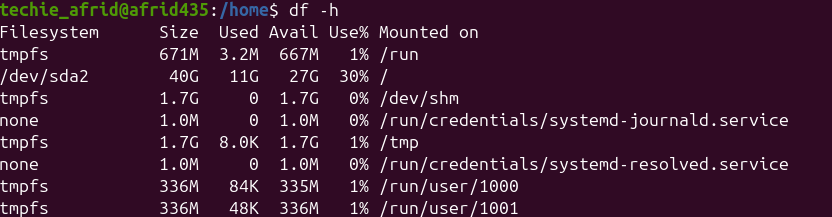 techie_afrid@afrid435:/home$ df -h
Filesystem      Size  Used Avail Use% Mounted on
tmpfs           671M  3.2M  667M   1% /run
/dev/sda2        40G   11G   27G  30% /
tmpfs           1.7G     0  1.7G   0% /dev/shm
none            1.0M     0  1.0M   0% /run/credentials/systemd-journald.service
tmpfs           1.7G  8.0K  1.7G   1% /tmp
none            1.0M     0  1.0M   0% /run/credentials/systemd-resolved.service
tmpfs           336M   84K  335M   1% /run/user/1000
tmpfs           336M   48K  336M   1% /run/user/1001